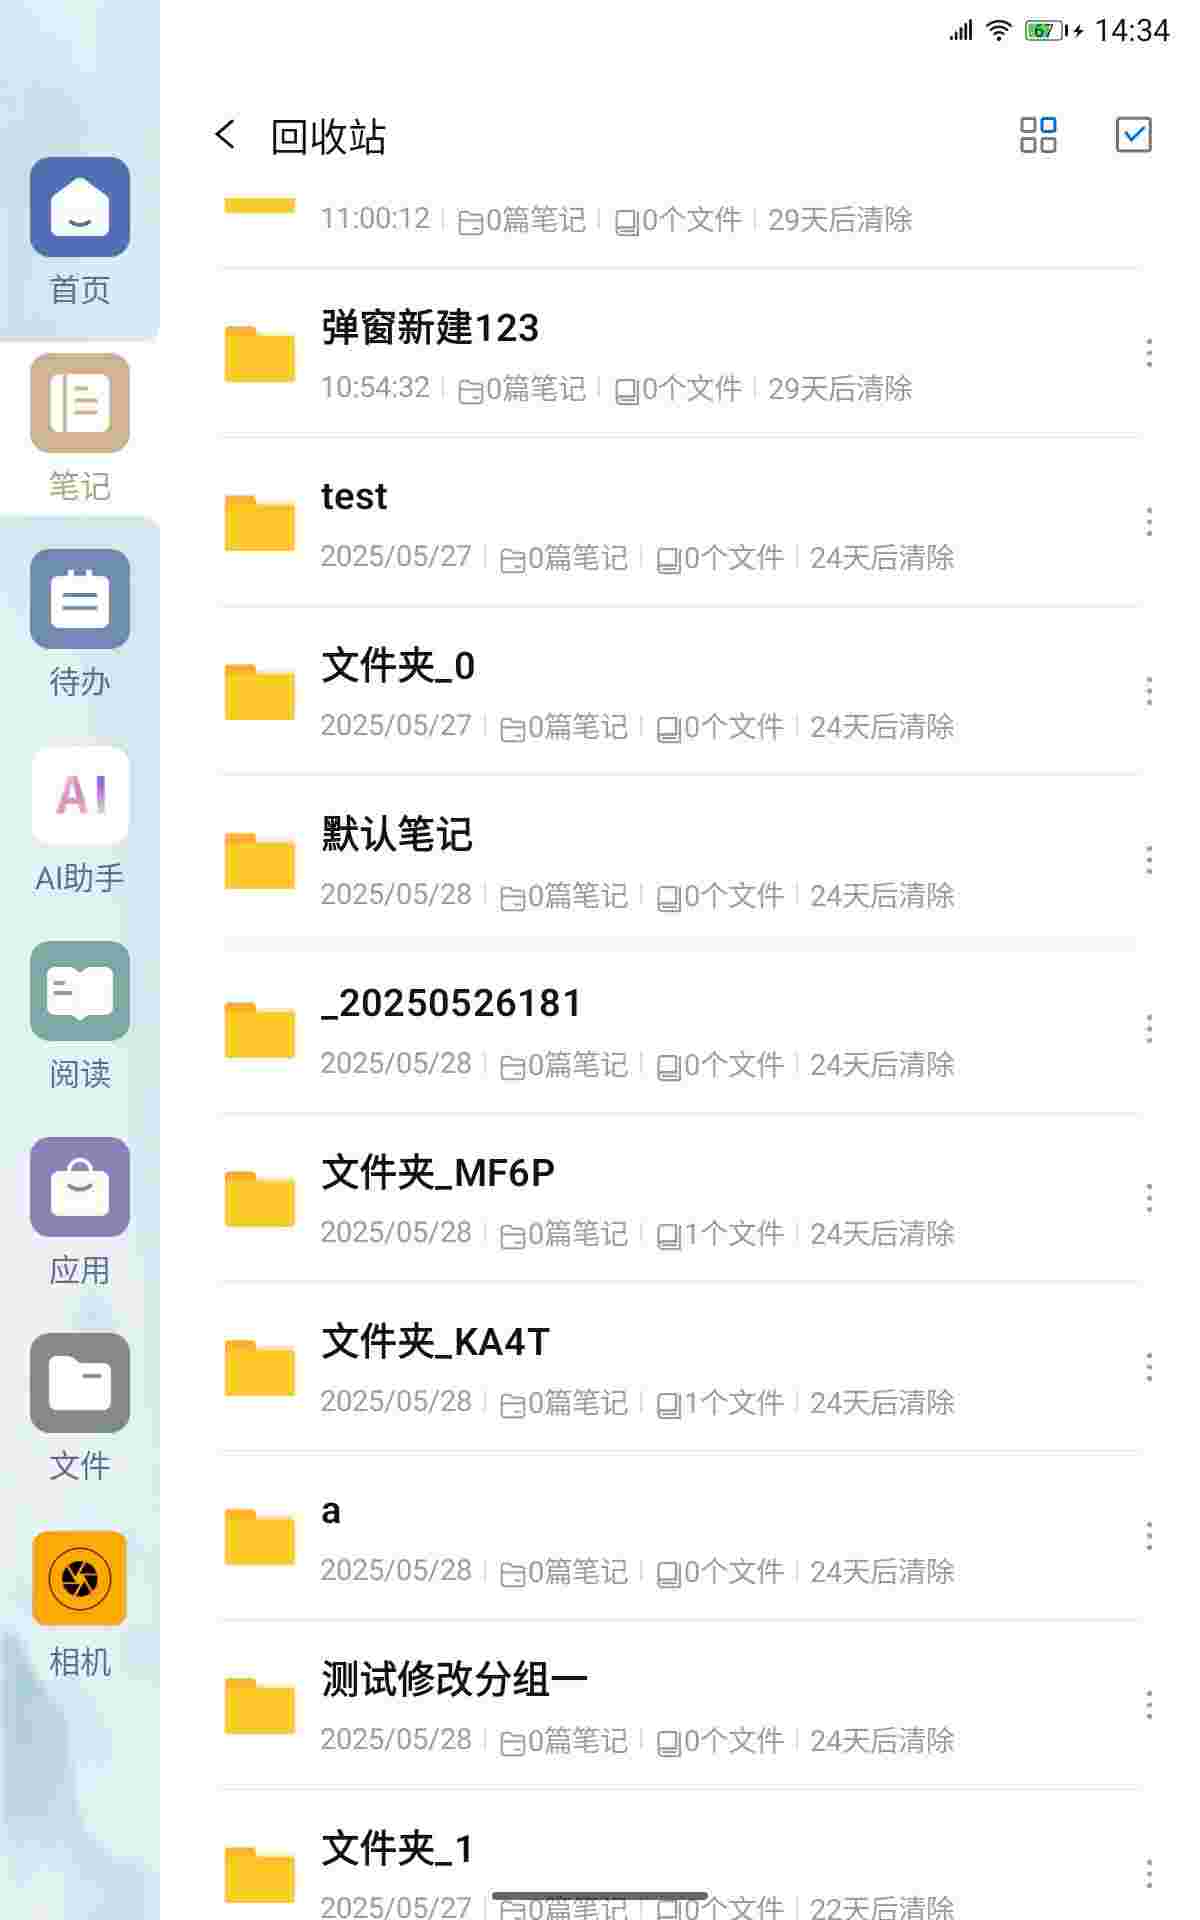 67 14:34
回收站
11:00:12 0篇笔记 0个文件 29天后清除
弹窗新建123
10:54:32 0篇笔记 0个文件 29天后清除
test
2025/05/27 0篇笔记 0个文件 24天后清除
文件夹_0
2025/05/27 0篇笔记 0个文件 24天后清除
默认笔记
2025/05/28 0篇笔记 0个文件 24天后清除
_20250526181
2025/05/28 0篇笔记 0个文件 24天后清除
文件夹_MF6P
2025/05/28 0篇笔记 1个文件 24天后清除
文件夹_KA4T
2025/05/28 0篇笔记 1个文件 24天后清除
a
2025/05/28 0篇笔记 0个文件 24天后清除
测试修改分组一
2025/05/28 0篇笔记 0个文件 24天后清除
文件夹_1
2025/05/27 0篇笔记 0个文件 22天后清除
首页
笔记
待办
AI
AI助手
阅读
应用
文件
相机